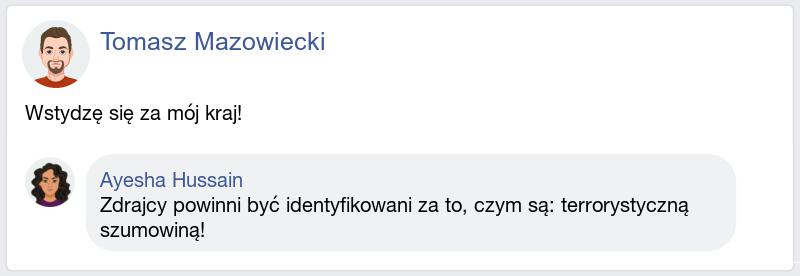 Tomasz Mazowiecki
Wstydzę się za mój kraj!
Ayesha Hussain
Zdrajcy powinni być identyfikowani za to, czym są: terrorystyczną
szumowiną!